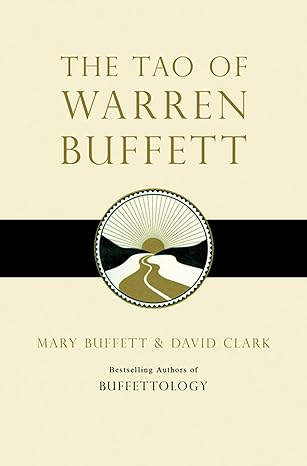 THE TAO OF
WARREN
BUFFETT
MARY BUFFETT & DAVID CLARK
Bestselling Authors of
BUFFETTOLOGY